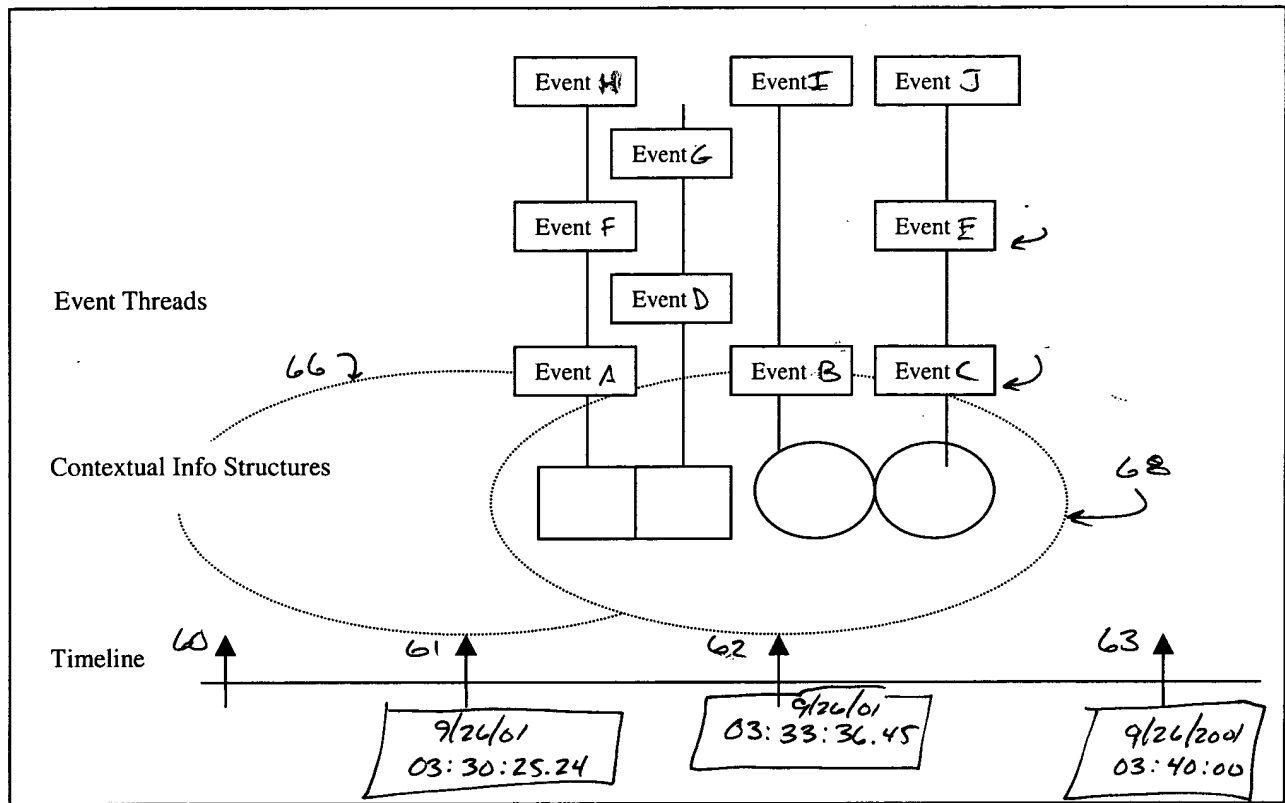 Event H
Event I
Event J
Event G
Event F
Event E
Event Threads
Event D
66
Event A
Event B
Event C
Contextual Info Structures
68
Timeline
60
61
62
63
9/26/01
03:30:25.24
9/26/01
03:33:36.45
9/26/2001
03:40:00